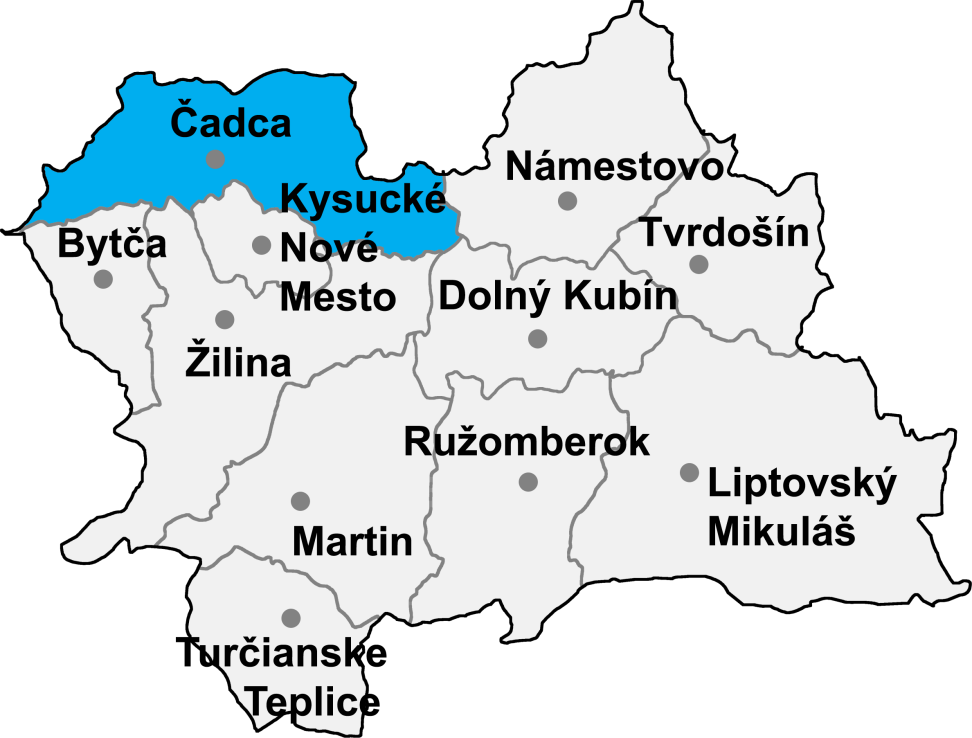 Čadca
Námestovo
Kysucké
Nové
Mesto
Bytča
Tvrdošín
Dolný Kubín
Žilina
Ružomberok
Liptovský
Mikuláš
Martin
Turčianske
Teplice